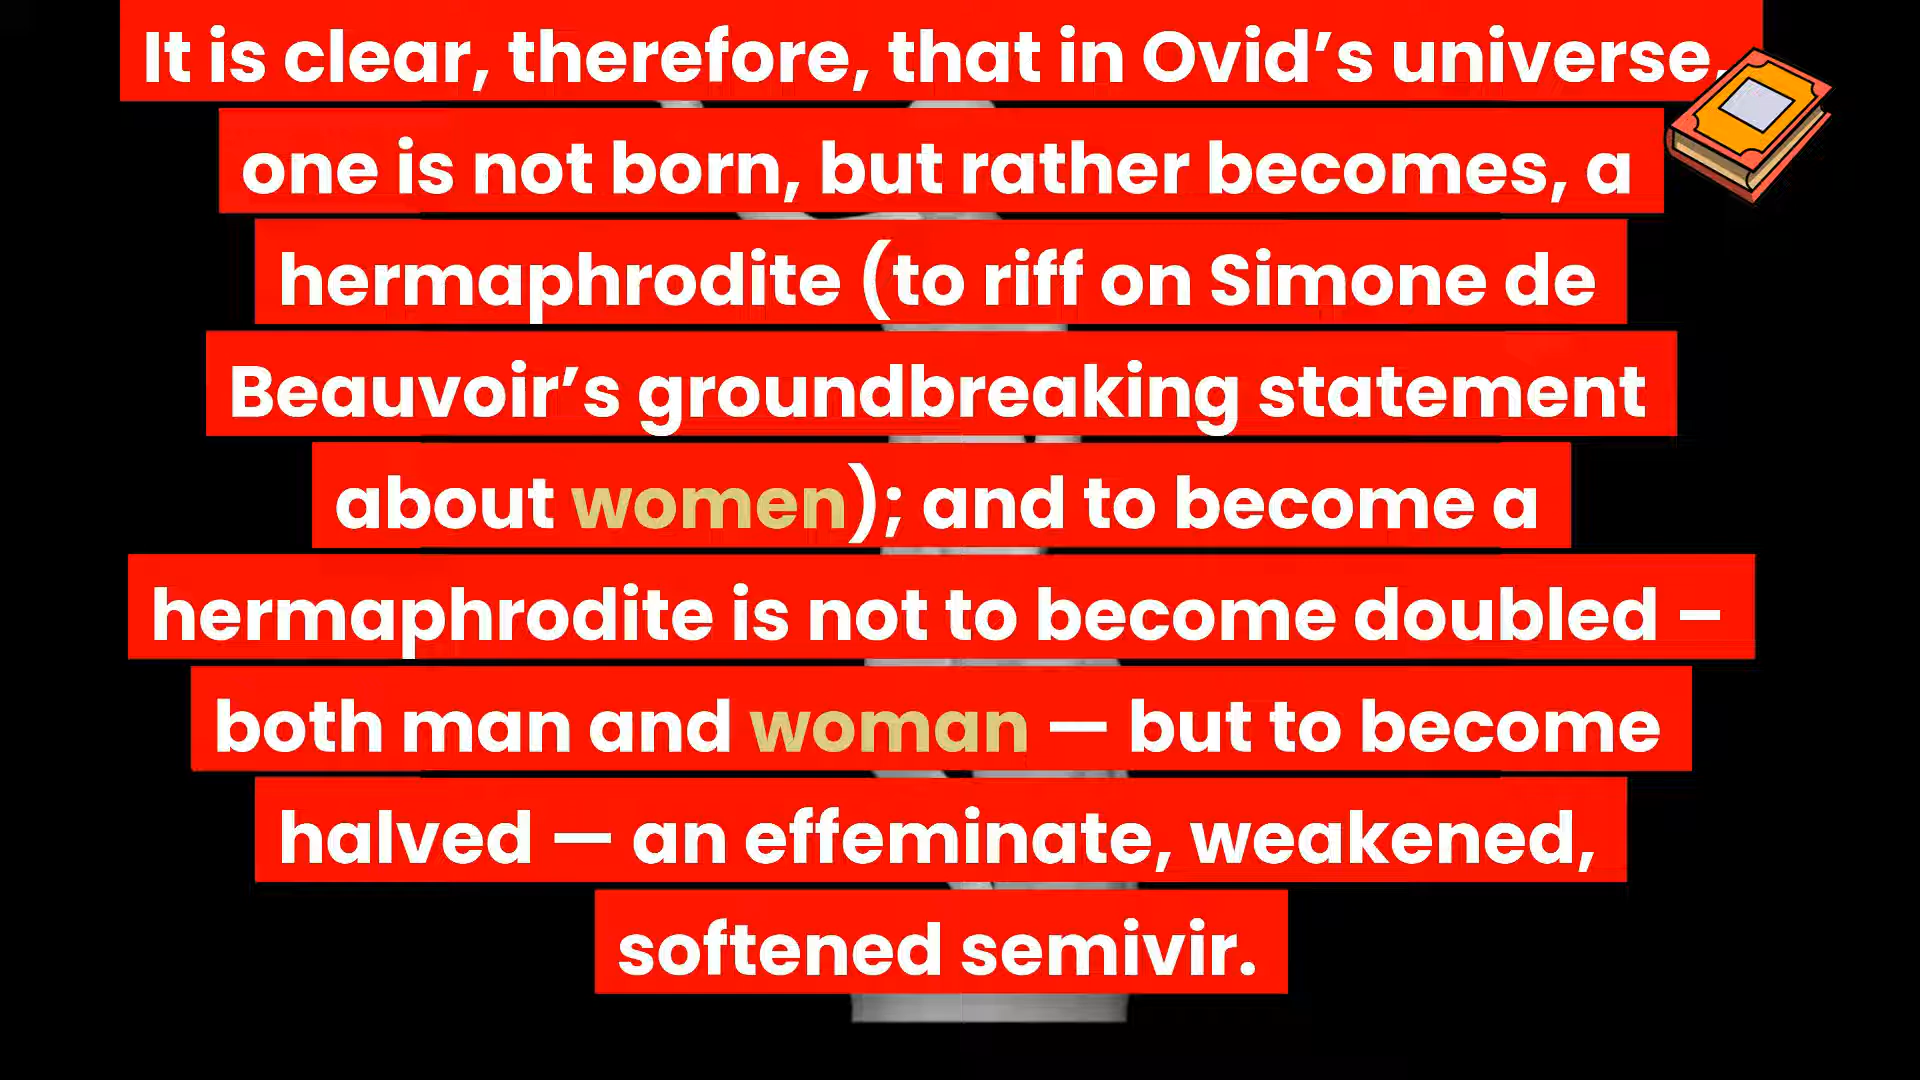 It is clear, therefore, that in Ovid’s universe,
one is not born, but rather becomes, a
hermaphrodite (to riff on Simone de
Beauvoir’s groundbreaking statement
about women); and to become a
hermaphrodite is not to become doubled –
both man and woman — but to become
halved — an effeminate, weakened,
softened semivir.